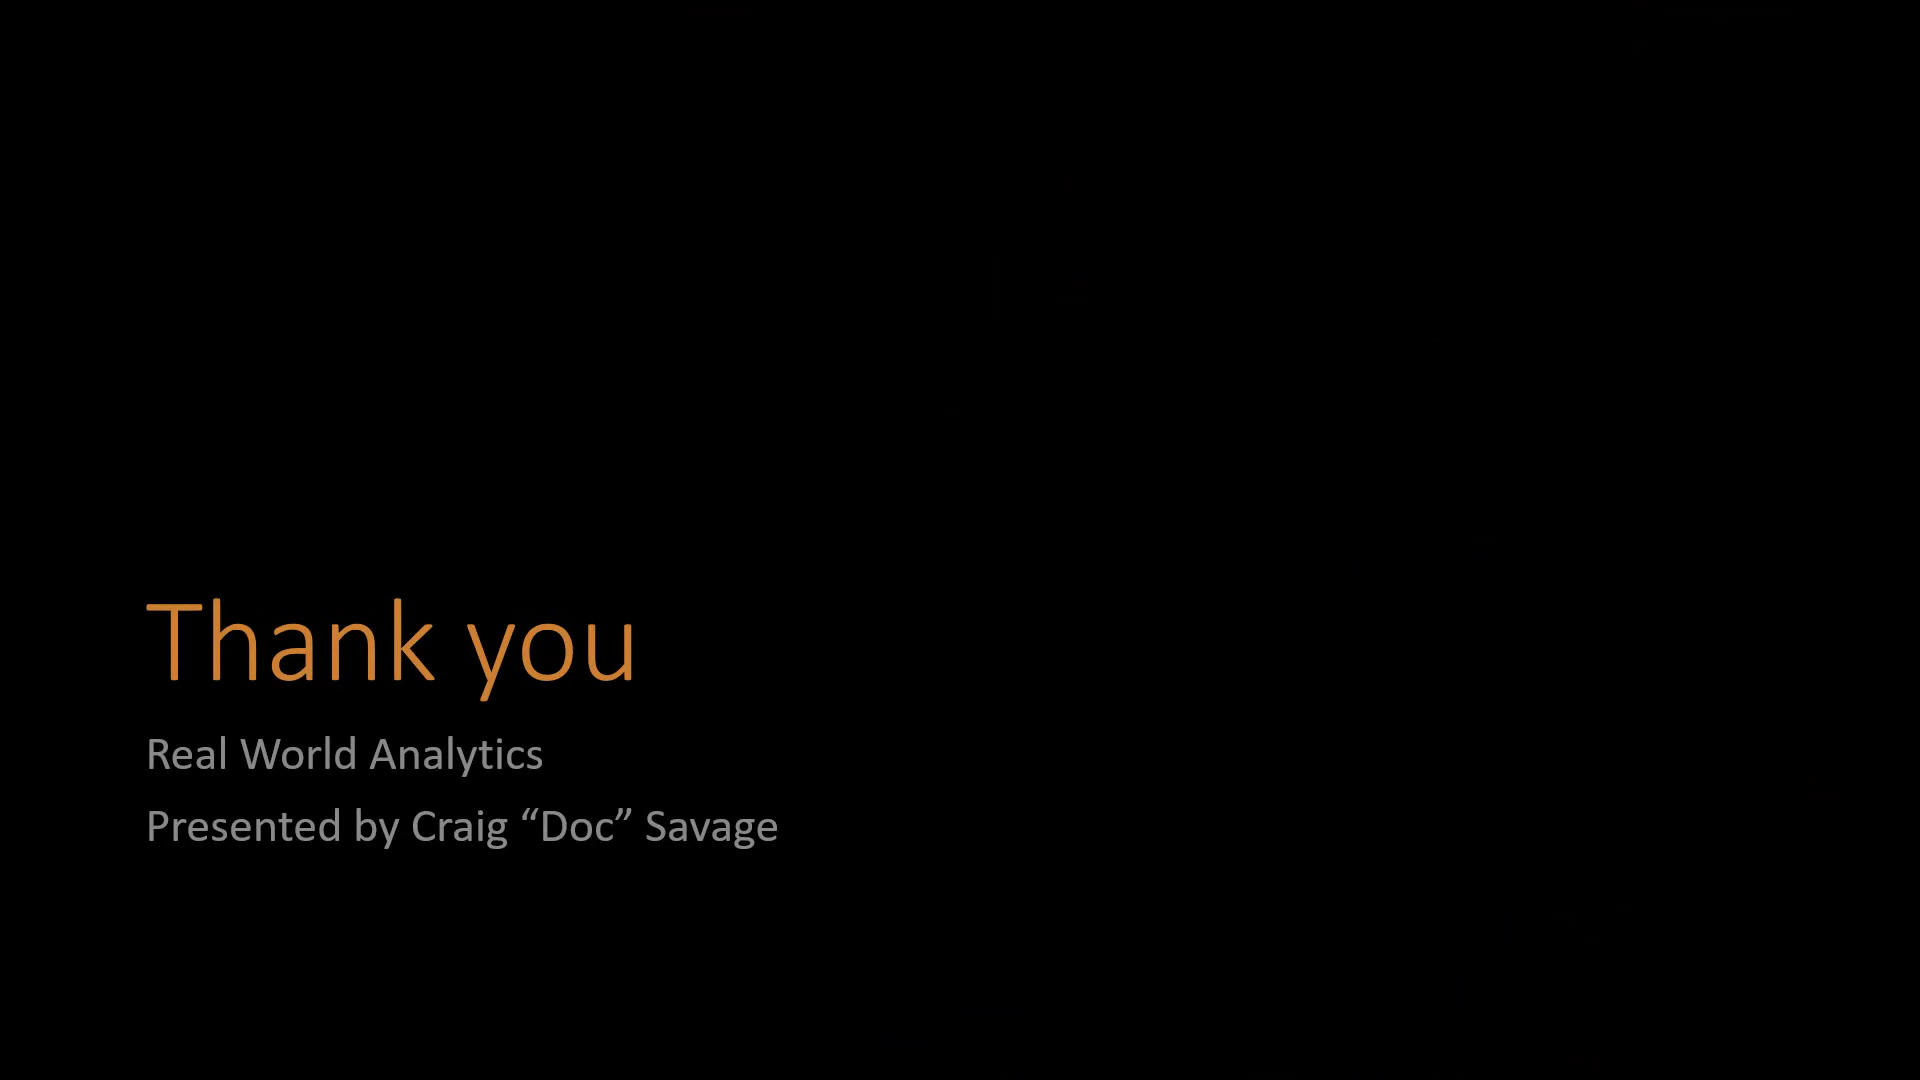 Thank you
Real World Analytics
Presented by Craig “Doc” Savage